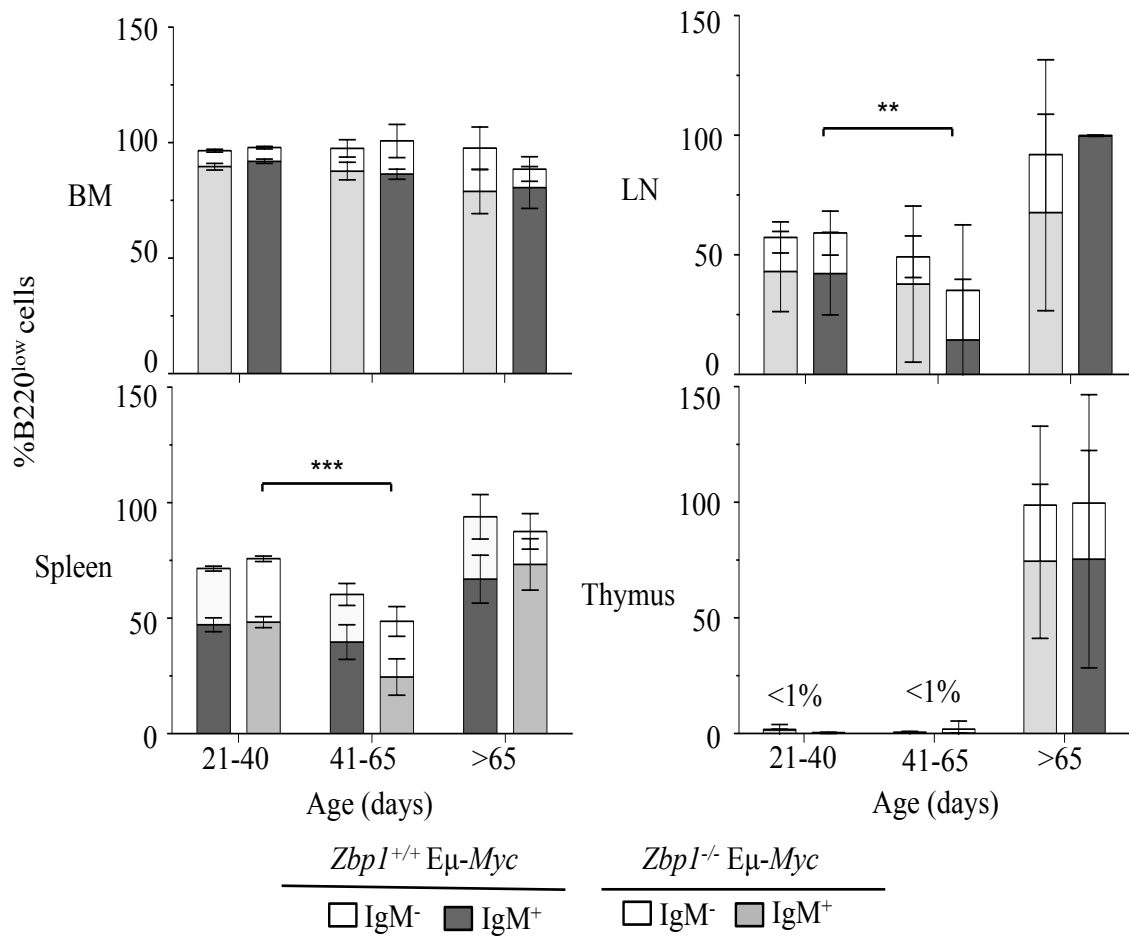 %B220low cells
150
100
50
0
BM
150
100
50
0
LN
**
150
100
50
0
Spleen
***
21-40 41-65 >65
Age (days)
150
100
50
0
Thymus
<1% <1%
21-40 41-65 >65
Age (days)
Zbp1+/+ Eμ-Myc Zbp1-/- Eμ-Myc
IgM- IgM+ IgM- IgM+